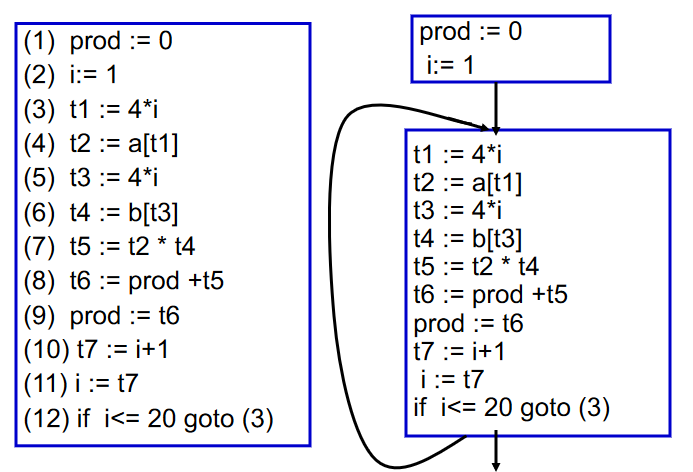 (1) prod := 0
(2) i:= 1
(3) t1 := 4*i
(4) t2 := a[t1]
(5) t3 := 4*i
(6) t4 := b[t3]
(7) t5 := t2 * t4
(8) t6 := prod +t5
(9) prod := t6
(10) t7 := i+1
(11) i := t7
(12) if i<= 20 goto (3)
prod := 0
i:= 1
t1 := 4*i
t2 := a[t1]
t3 := 4*i
t4 := b[t3]
t5 := t2 * t4
t6 := prod +t5
prod := t6
t7 := i+1
i := t7
if i<= 20 goto (3)